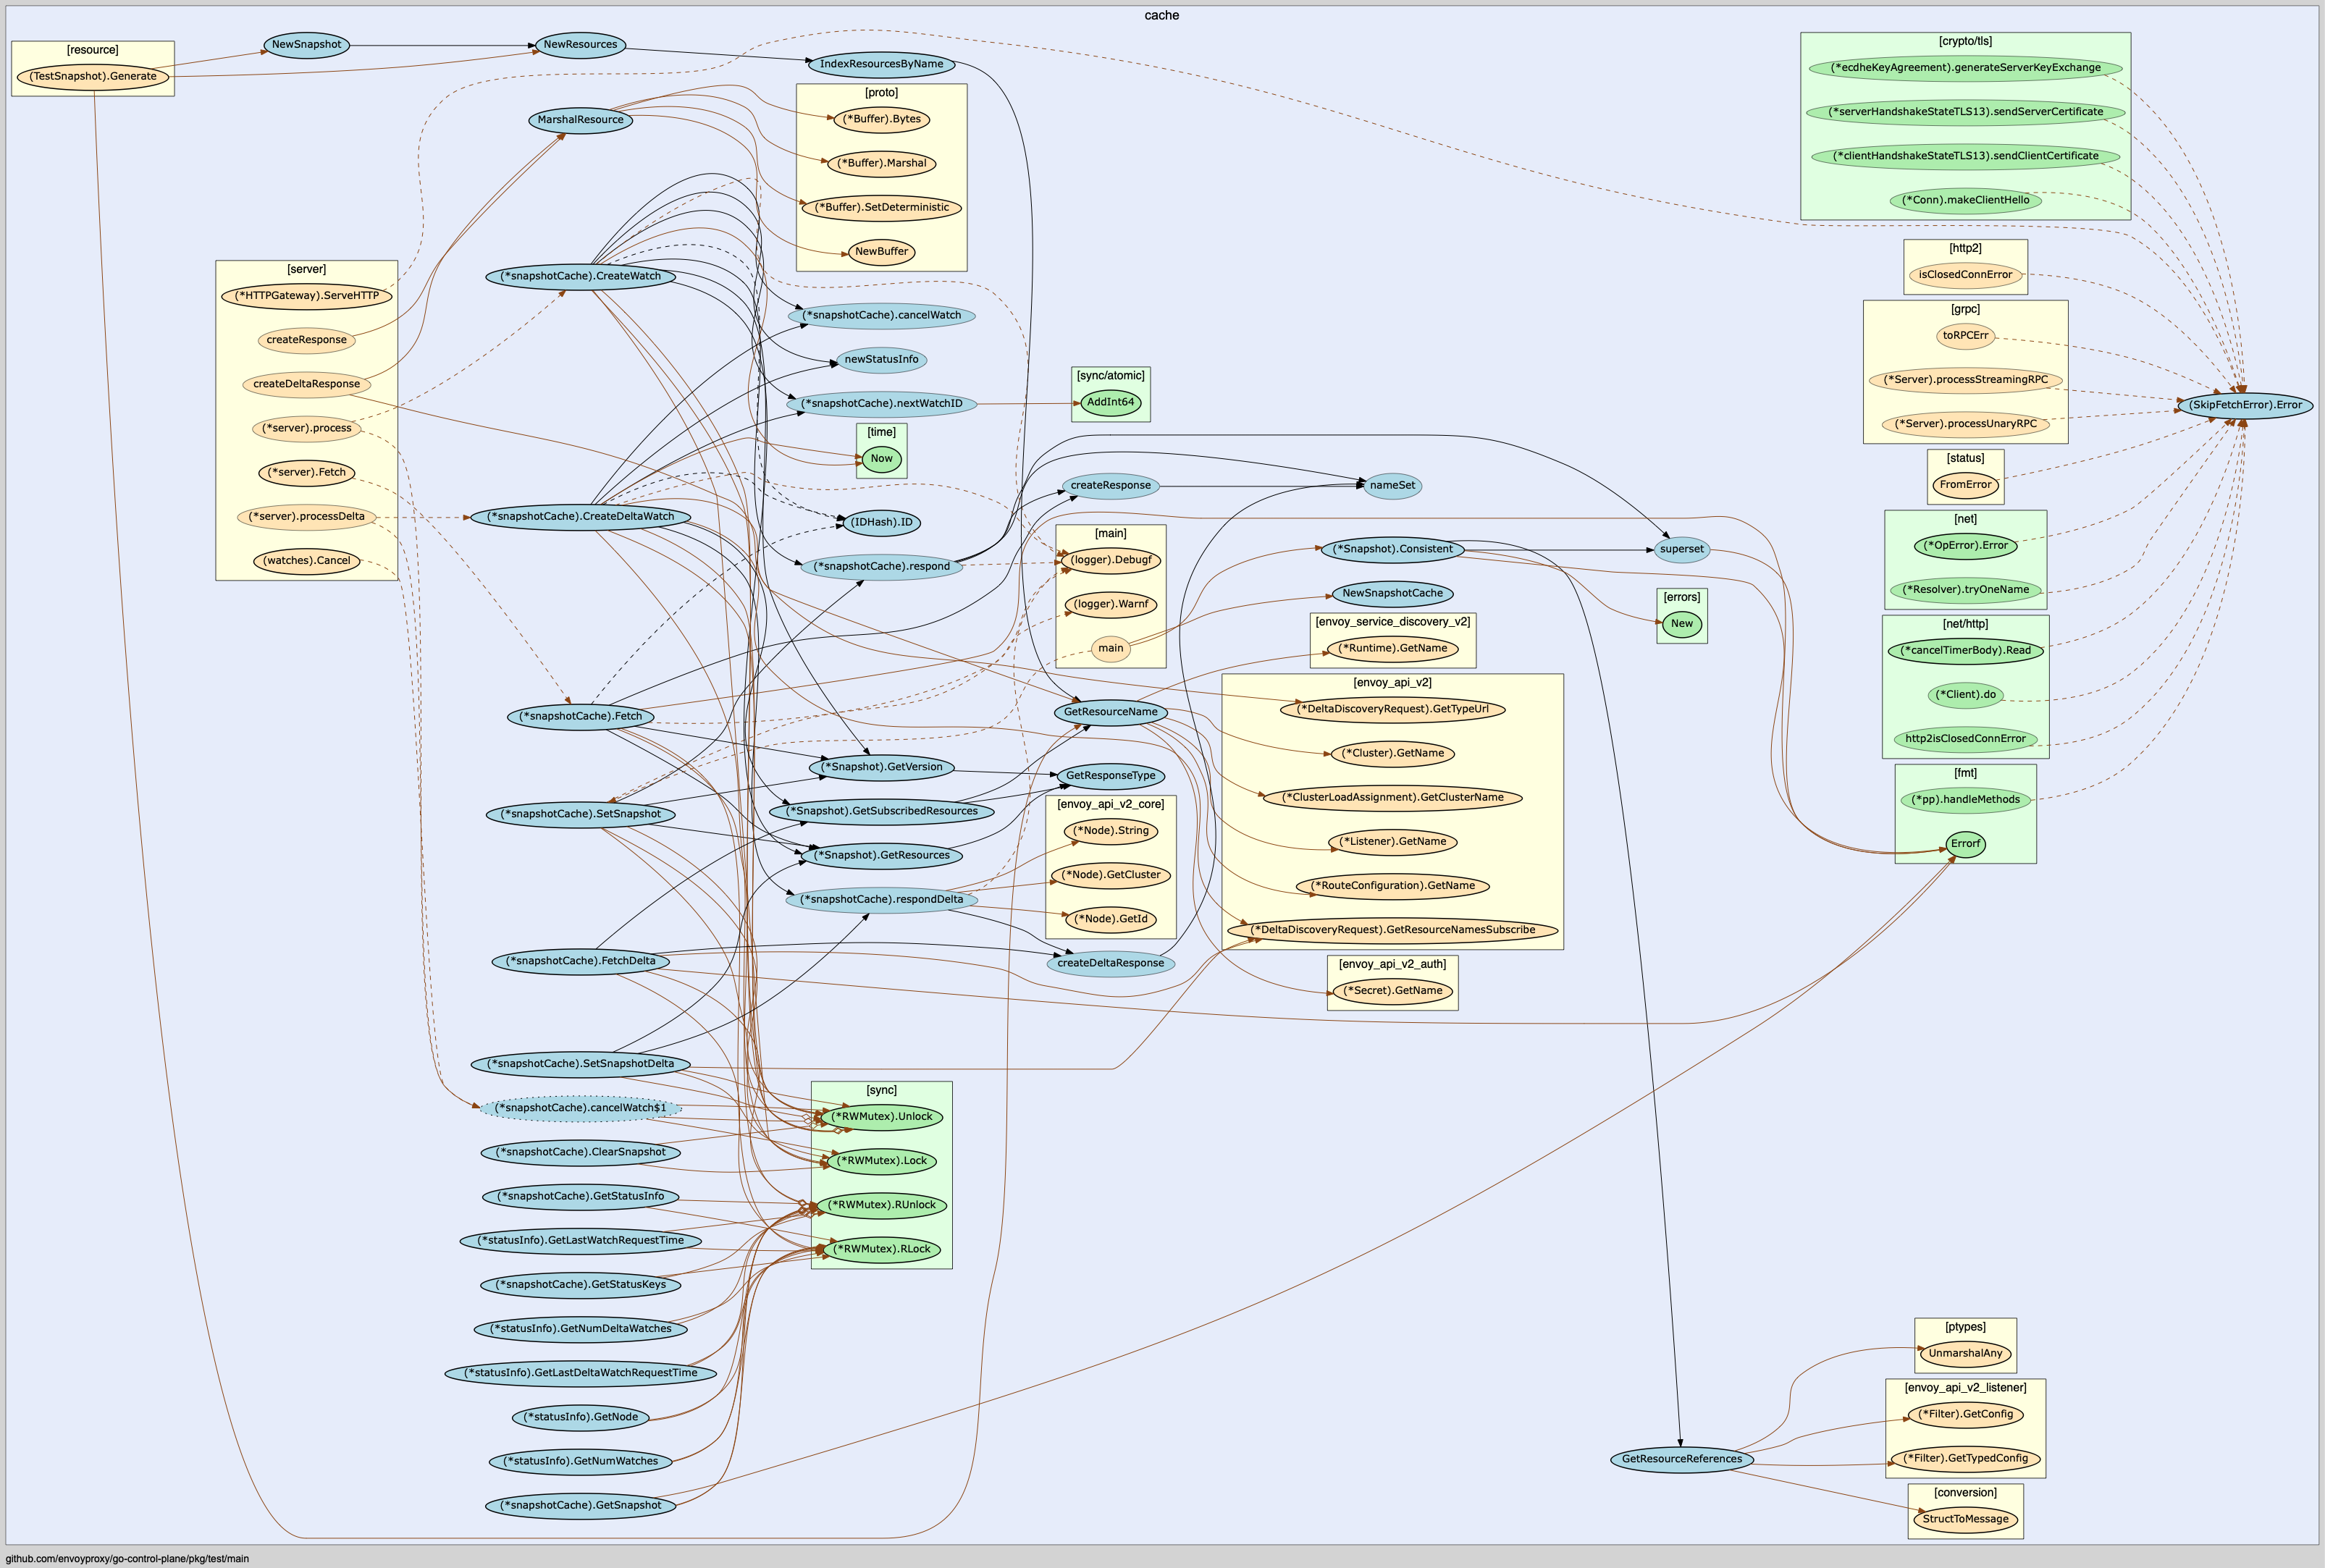 cache
[resource]
(TestSnapshot).Generate
NewSnapshot
NewResources
IndexResourcesByName
MarshalResource
[proto]
(*Buffer).Bytes
(*Buffer).Marshal
(*Buffer).SetDeterministic
NewBuffer
[crypto/tls]
(*ecdheKeyAgreement).generateServerKeyExchange
(*serverHandshakeStateTLS13).sendServerCertificate
(*clientHandshakeStateTLS13).sendClientCertificate
(*Conn).makeClientHello
[server]
(*HTTPGateway).ServeHTTP
createResponse
createDeltaResponse
(*server).process
(*server).Fetch
(*server).processDelta
(watches).Cancel
(*snapshotCache).CreateWatch
(*snapshotCache).cancelWatch
newStatusInfo
(*snapshotCache).nextWatchID
[sync/atomic]
AddInt64
[time]
Now
(*snapshotCache).CreateDeltaWatch
(IDHash).ID
(*snapshotCache).respond
createResponse
nameSet
[main]
(logger).Debugf
(logger).Warnf
main
(*Snapshot).Consistent
superset
NewSnapshotCache
[errors]
New
[http2]
isClosedConnError
[grpc]
toRPCErr
(*Server).processStreamingRPC
(*Server).processUnaryRPC
(SkipFetchError).Error
[status]
FromError
[net]
(*OpError).Error
(*Resolver).tryOneName
[net/http]
(*cancelTimerBody).Read
(*Client).do
http2isClosedConnError
[fmt]
(*pp).handleMethods
Errorf
[envoy_service_discovery_v2]
(*Runtime).GetName
[envoy_api_v2]
(*DeltaDiscoveryRequest).GetTypeUrl
(*Cluster).GetName
(*ClusterLoadAssignment).GetClusterName
(*Listener).GetName
(*RouteConfiguration).GetName
(*DeltaDiscoveryRequest).GetResourceNamesSubscribe
[envoy_api_v2_auth]
(*Secret).GetName
(*snapshotCache).Fetch
GetResourceName
(*Snapshot).GetVersion
GetResponseType
(*snapshotCache).SetSnapshot
(*Snapshot).GetSubscribedResources
(*Snapshot).GetResources
[envoy_api_v2_core]
(*Node).String
(*Node).GetCluster
(*Node).GetId
(*snapshotCache).respondDelta
(*snapshotCache).FetchDelta
createDeltaResponse
(*snapshotCache).SetSnapshotDelta
(*snapshotCache).cancelWatch$1
(*snapshotCache).ClearSnapshot
(*snapshotCache).GetStatusInfo
(*statusInfo).GetLastWatchRequestTime
(*snapshotCache).GetStatusKeys
(*statusInfo).GetNumDeltaWatches
(*statusInfo).GetLastDeltaWatchRequestTime
(*statusInfo).GetNode
(*statusInfo).GetNumWatches
(*snapshotCache).GetSnapshot
[sync]
(*RWMutex).Unlock
(*RWMutex).Lock
(*RWMutex).RUnlock
(*RWMutex).RLock
GetResourceReferences
[ptypes]
UnmarshalAny
[envoy_api_v2_listener]
(*Filter).GetConfig
(*Filter).GetTypedConfig
[conversion]
StructToMessage
github.com/envoyproxy/go-control-plane/pkg/test/main